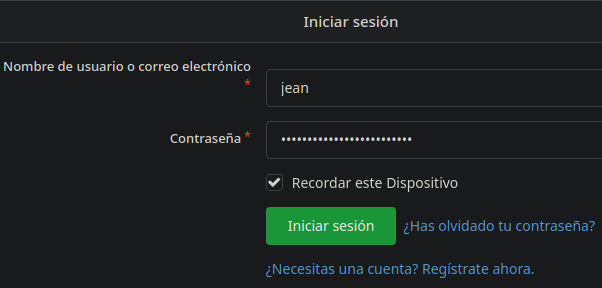 Iniciar sesión
Nombre de usuario o correo electrónico
*
jean
Contraseña *
•••••••••••••••••••••••••
Recordar este Dispositivo
Iniciar sesión ¿Has olvidado tu contraseña?
¿Necesitas una cuenta? Regístrate ahora.